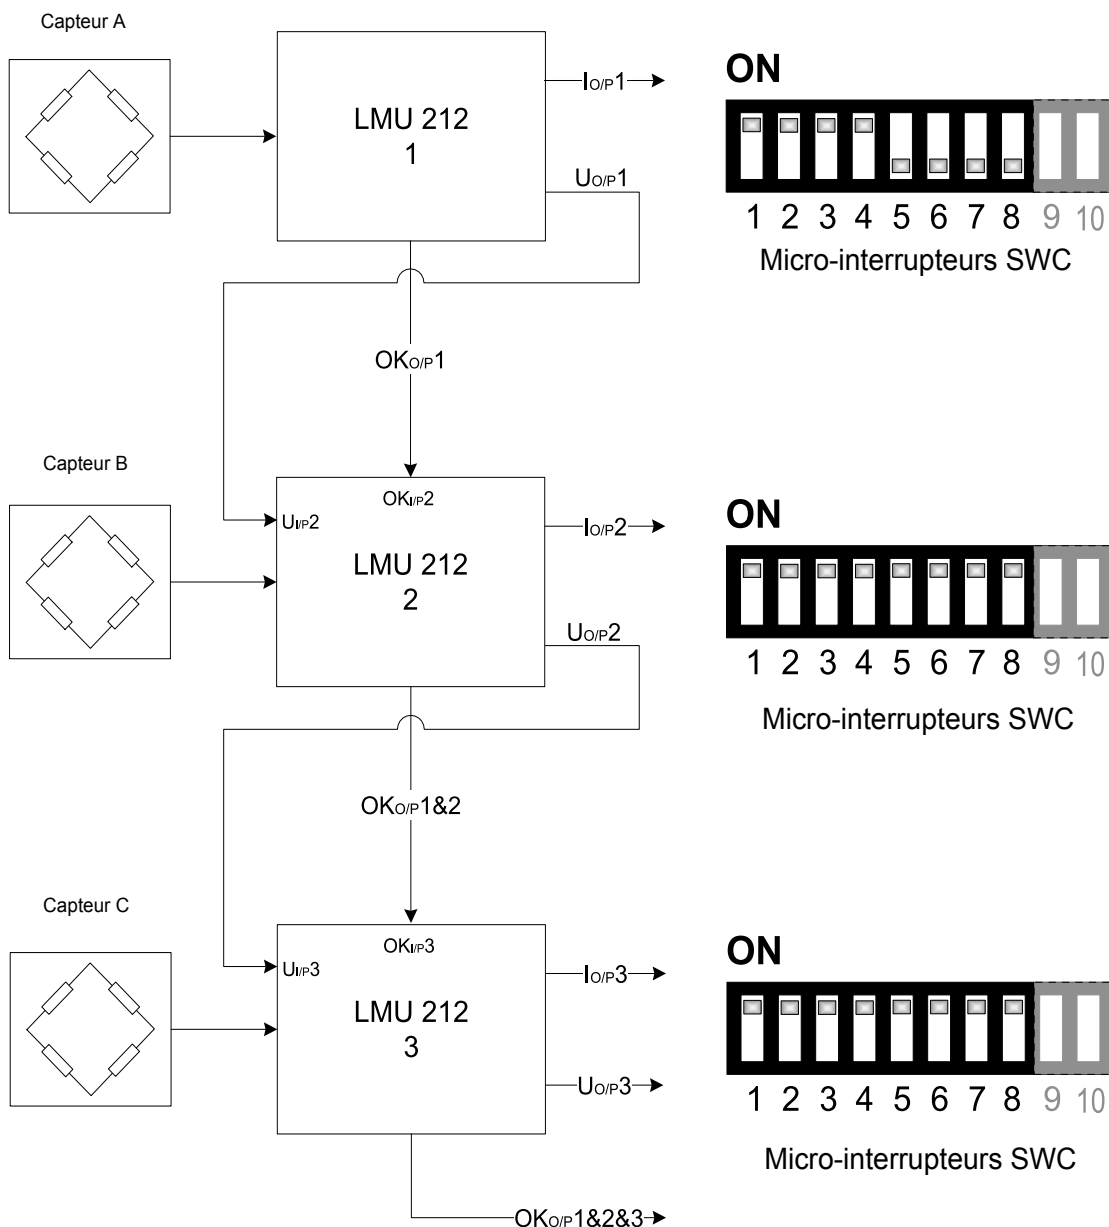 Capteur A
LMU 212
1
IO/P1
UO/P1
OKO/P1
ON
1 2 3 4 5 6 7 8 9 10
Micro-interrupteurs SWC
Capteur B
OKI/P2
UI/P2
LMU 212
2
IO/P2
UO/P2
OKO/P1&2
ON
1 2 3 4 5 6 7 8 9 10
Micro-interrupteurs SWC
Capteur C
OKI/P3
UI/P3
LMU 212
3
IO/P3
UO/P3
OKO/P1&2&3
ON
1 2 3 4 5 6 7 8 9 10
Micro-interrupteurs SWC